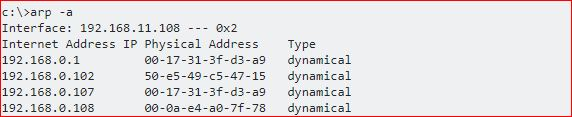 c:\>arp -a
Interface: 192.168.11.108 --- 0x2
Internet Address IP Physical Address Type
192.168.0.1 00-17-31-3f-d3-a9 dynamical
192.168.0.102 50-e5-49-c5-47-15 dynamical
192.168.0.107 00-17-31-3f-d3-a9 dynamical
192.168.0.108 00-0a-e4-a0-7f-78 dynamical